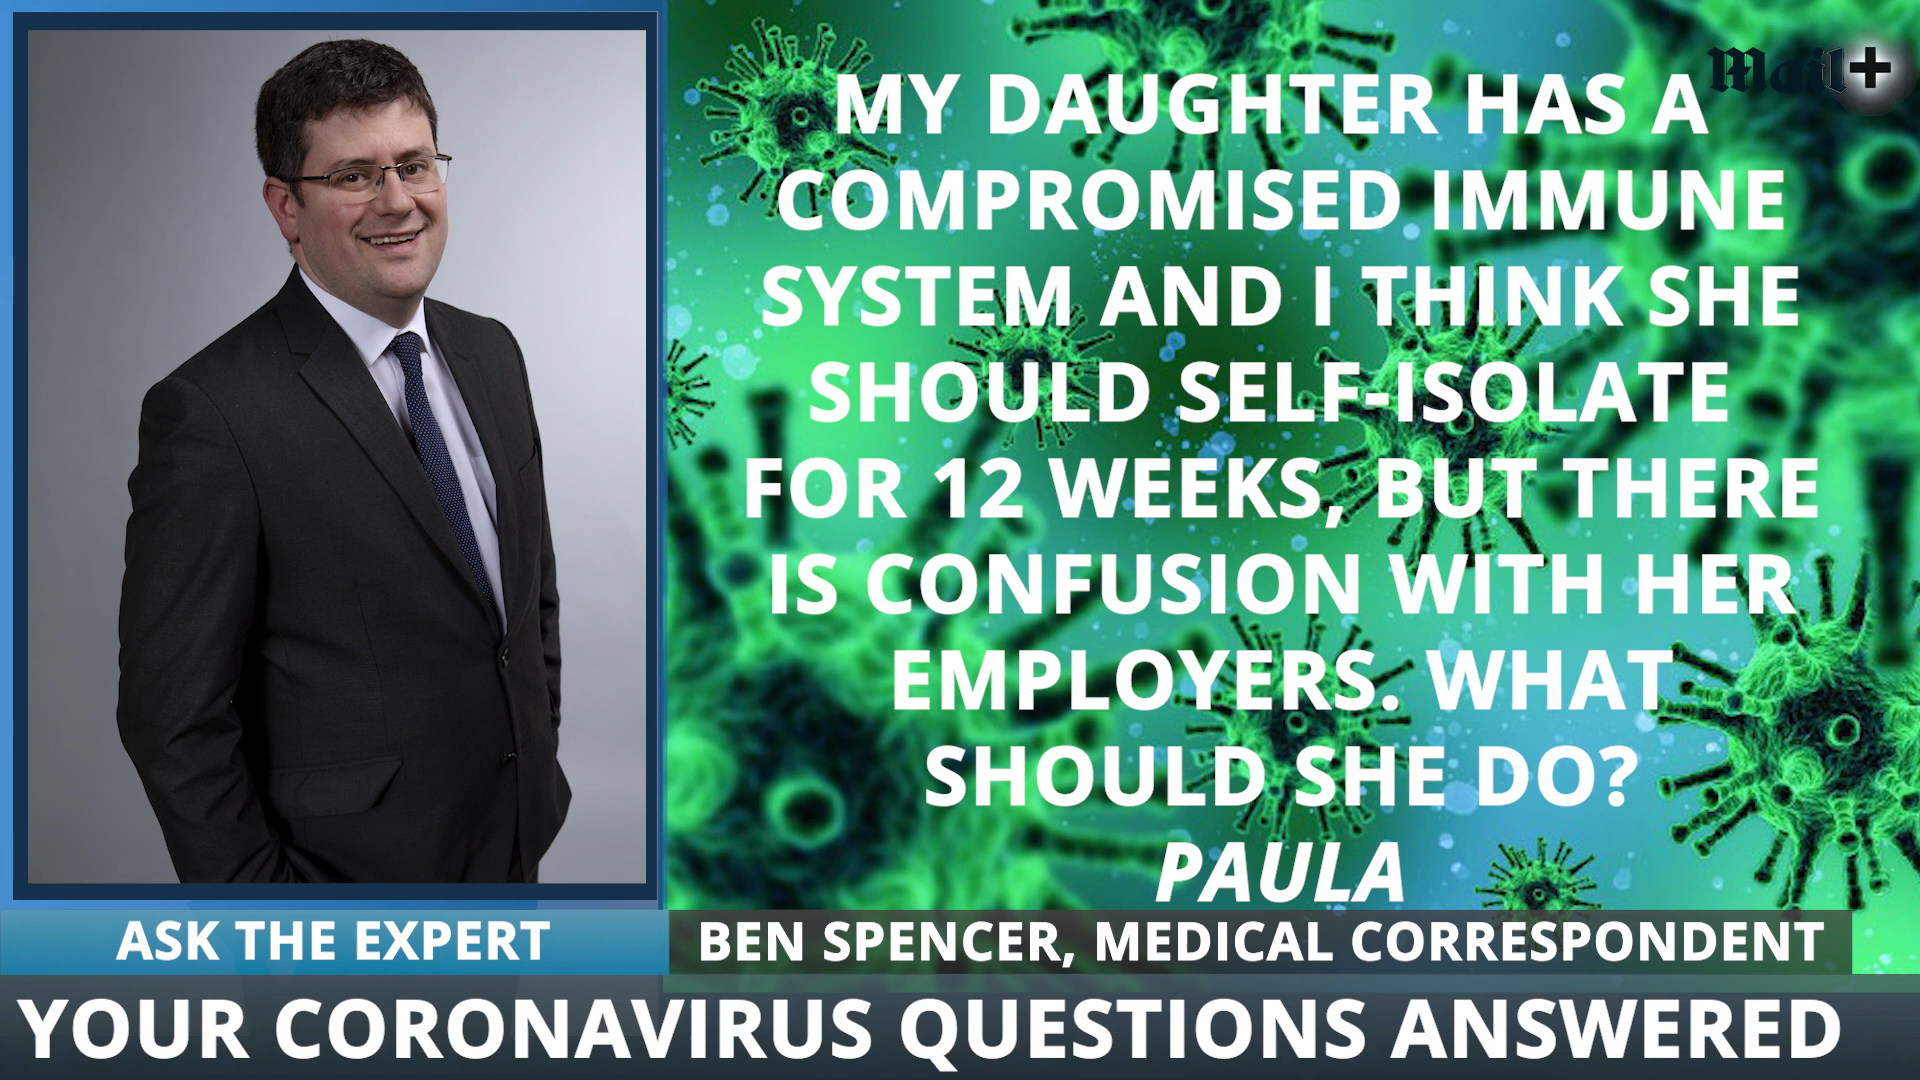 Mail+
MY DAUGHTER HAS A
COMPROMISED IMMUNE
SYSTEM AND I THINK SHE
SHOULD SELF-ISOLATE
FOR 12 WEEKS, BUT THERE
IS CONFUSION WITH HER
EMPLOYERS. WHAT
SHOULD SHE DO?
PAULA
ASK THE EXPERT
BEN SPENCER, MEDICAL CORRESPONDENT
YOUR CORONAVIRUS QUESTIONS ANSWERED